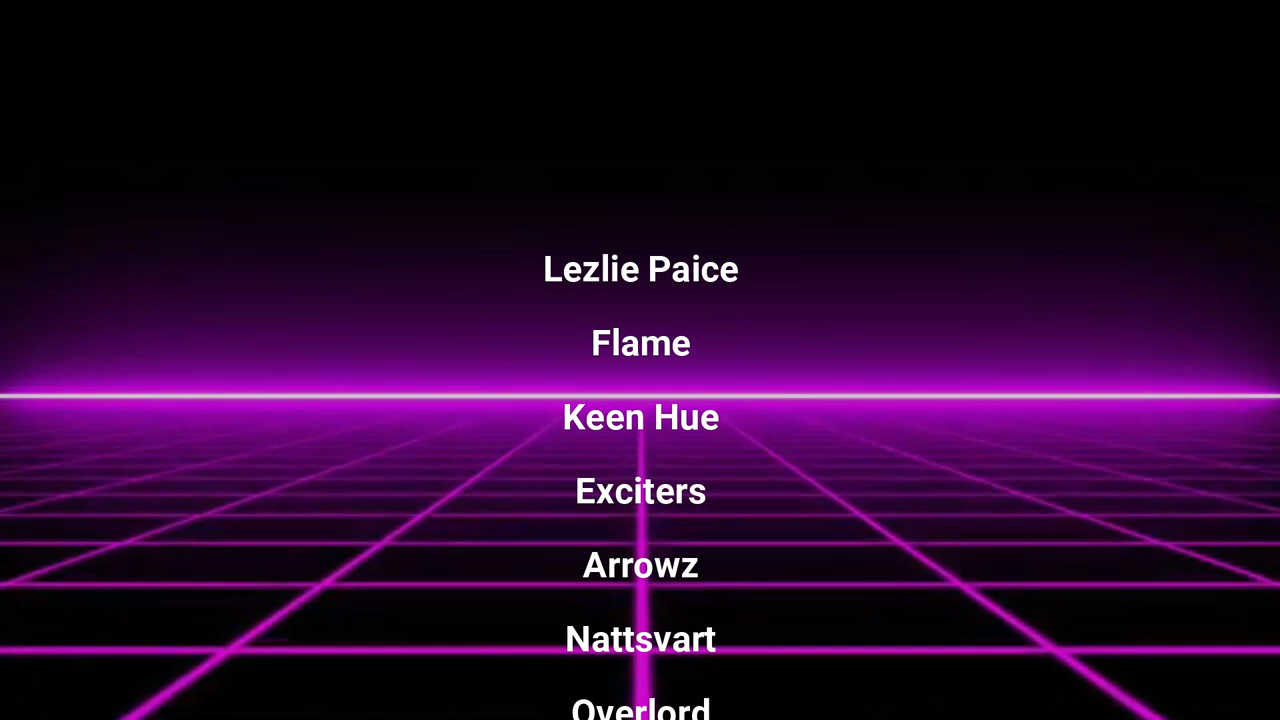 Lezlie Paice
Flame
Keen Hue
Exciters
Arrowz
Nattsvart
Overlord